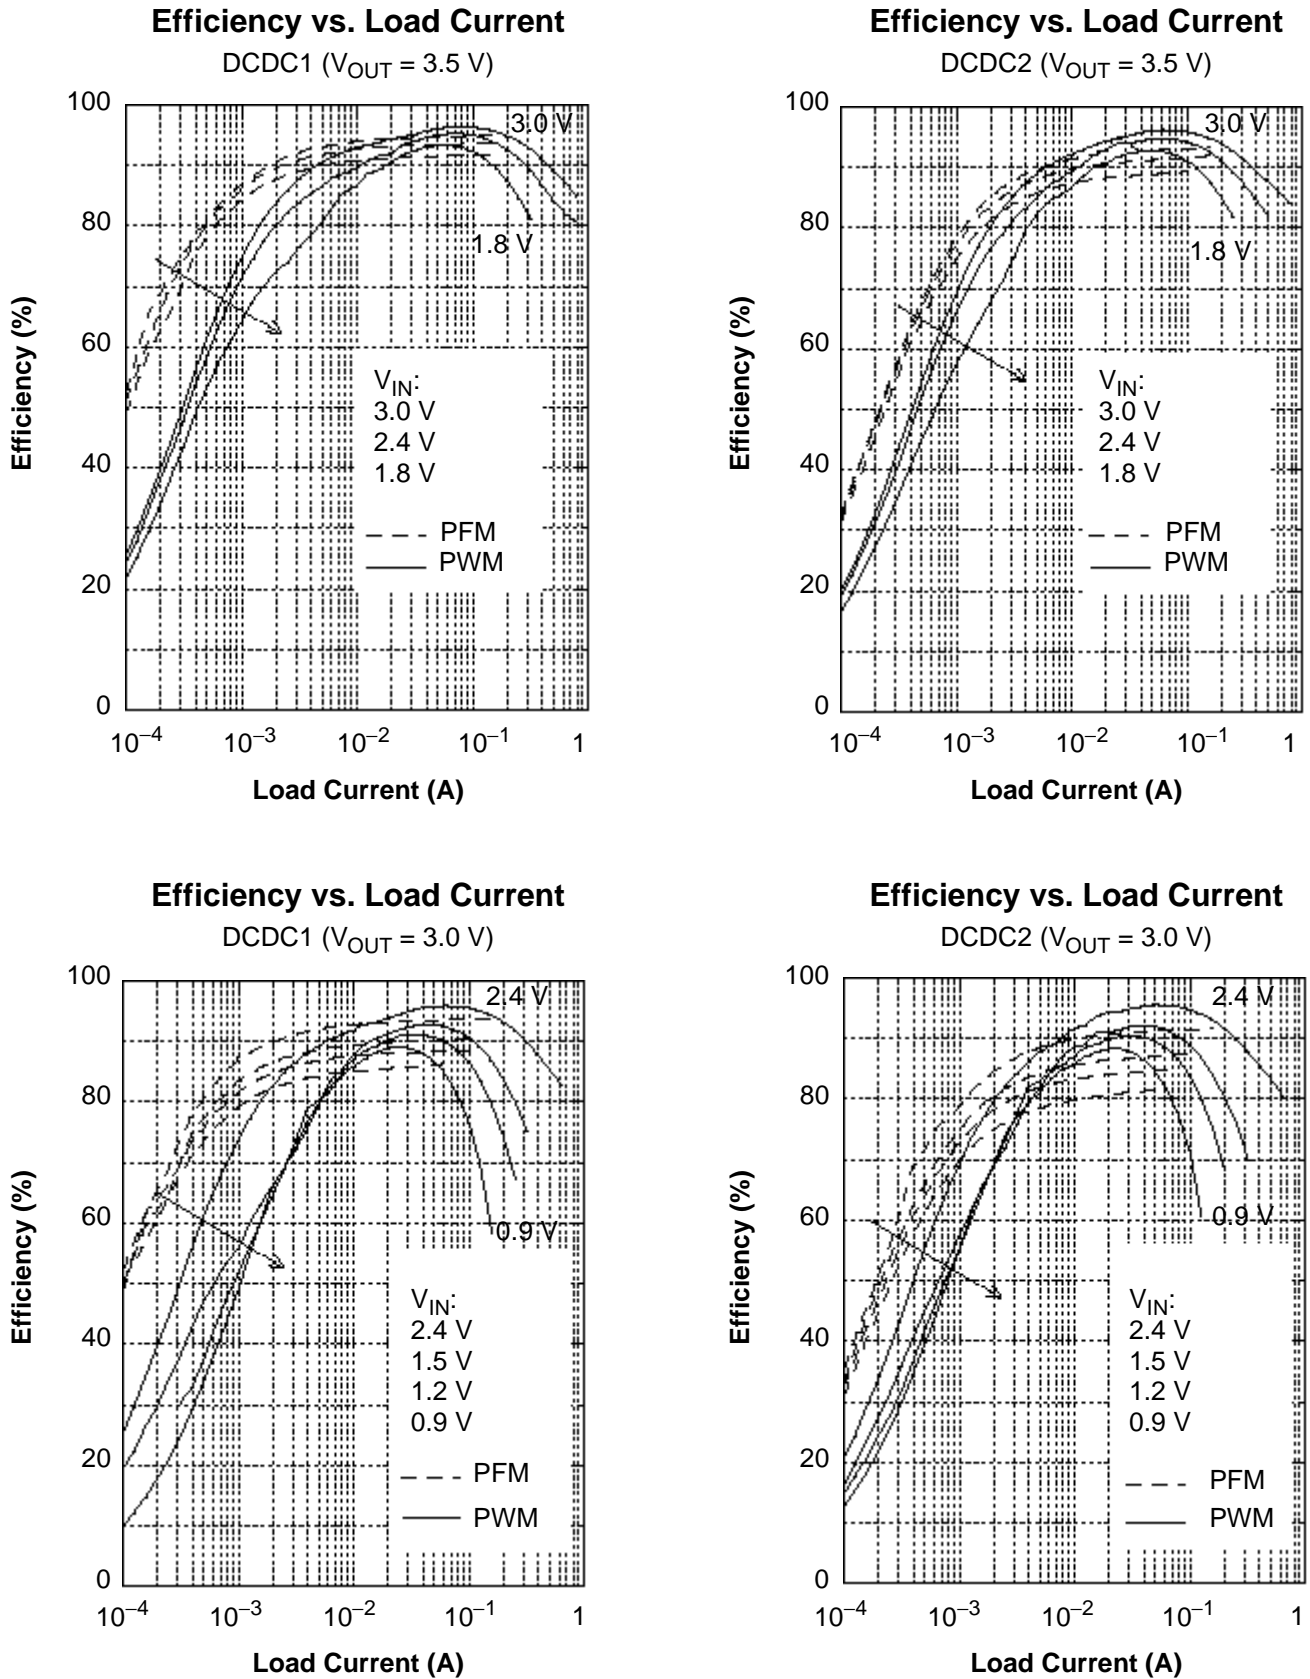 Efficiency vs. Load Current
DCDC1 (VOUT = 3.5 V)
100
80
60
40
20
0
Efficiency (%)
3.0 V
1.8 V
VIN:
3.0 V
2.4 V
1.8 V
PFM
PWM
10–4 10–3 10–2 10–1 1
Load Current (A)
Efficiency vs. Load Current
DCDC2 (VOUT = 3.5 V)
100
80
60
40
20
0
Efficiency (%)
3.0 V
1.8 V
VIN:
3.0 V
2.4 V
1.8 V
PFM
PWM
10–4 10–3 10–2 10–1 1
Load Current (A)
Efficiency vs. Load Current
DCDC1 (VOUT = 3.0 V)
100
80
60
40
20
0
Efficiency (%)
2.4 V
0.9 V
VIN:
2.4 V
1.5 V
1.2 V
0.9 V
PFM
PWM
10–4 10–3 10–2 10–1 1
Load Current (A)
Efficiency vs. Load Current
DCDC2 (VOUT = 3.0 V)
100
80
60
40
20
0
Efficiency (%)
2.4 V
0.9 V
VIN:
2.4 V
1.5 V
1.2 V
0.9 V
PFM
PWM
10–4 10–3 10–2 10–1 1
Load Current (A)